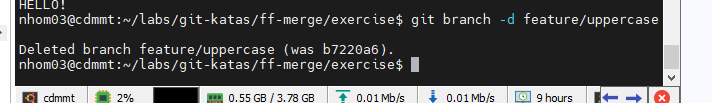 HELLO!
nhom03@cdmmt:~/labs/git-katas/ff-merge/exercise$ git branch -d feature/uppercase
Deleted branch feature/uppercase (was b7220a6).
nhom03@cdmmt:~/labs/git-katas/ff-merge/exercise$
cdmmt 2% 0.55 GB / 3.78 GB 0.01 Mb/s 0.01 Mb/s 9 hours